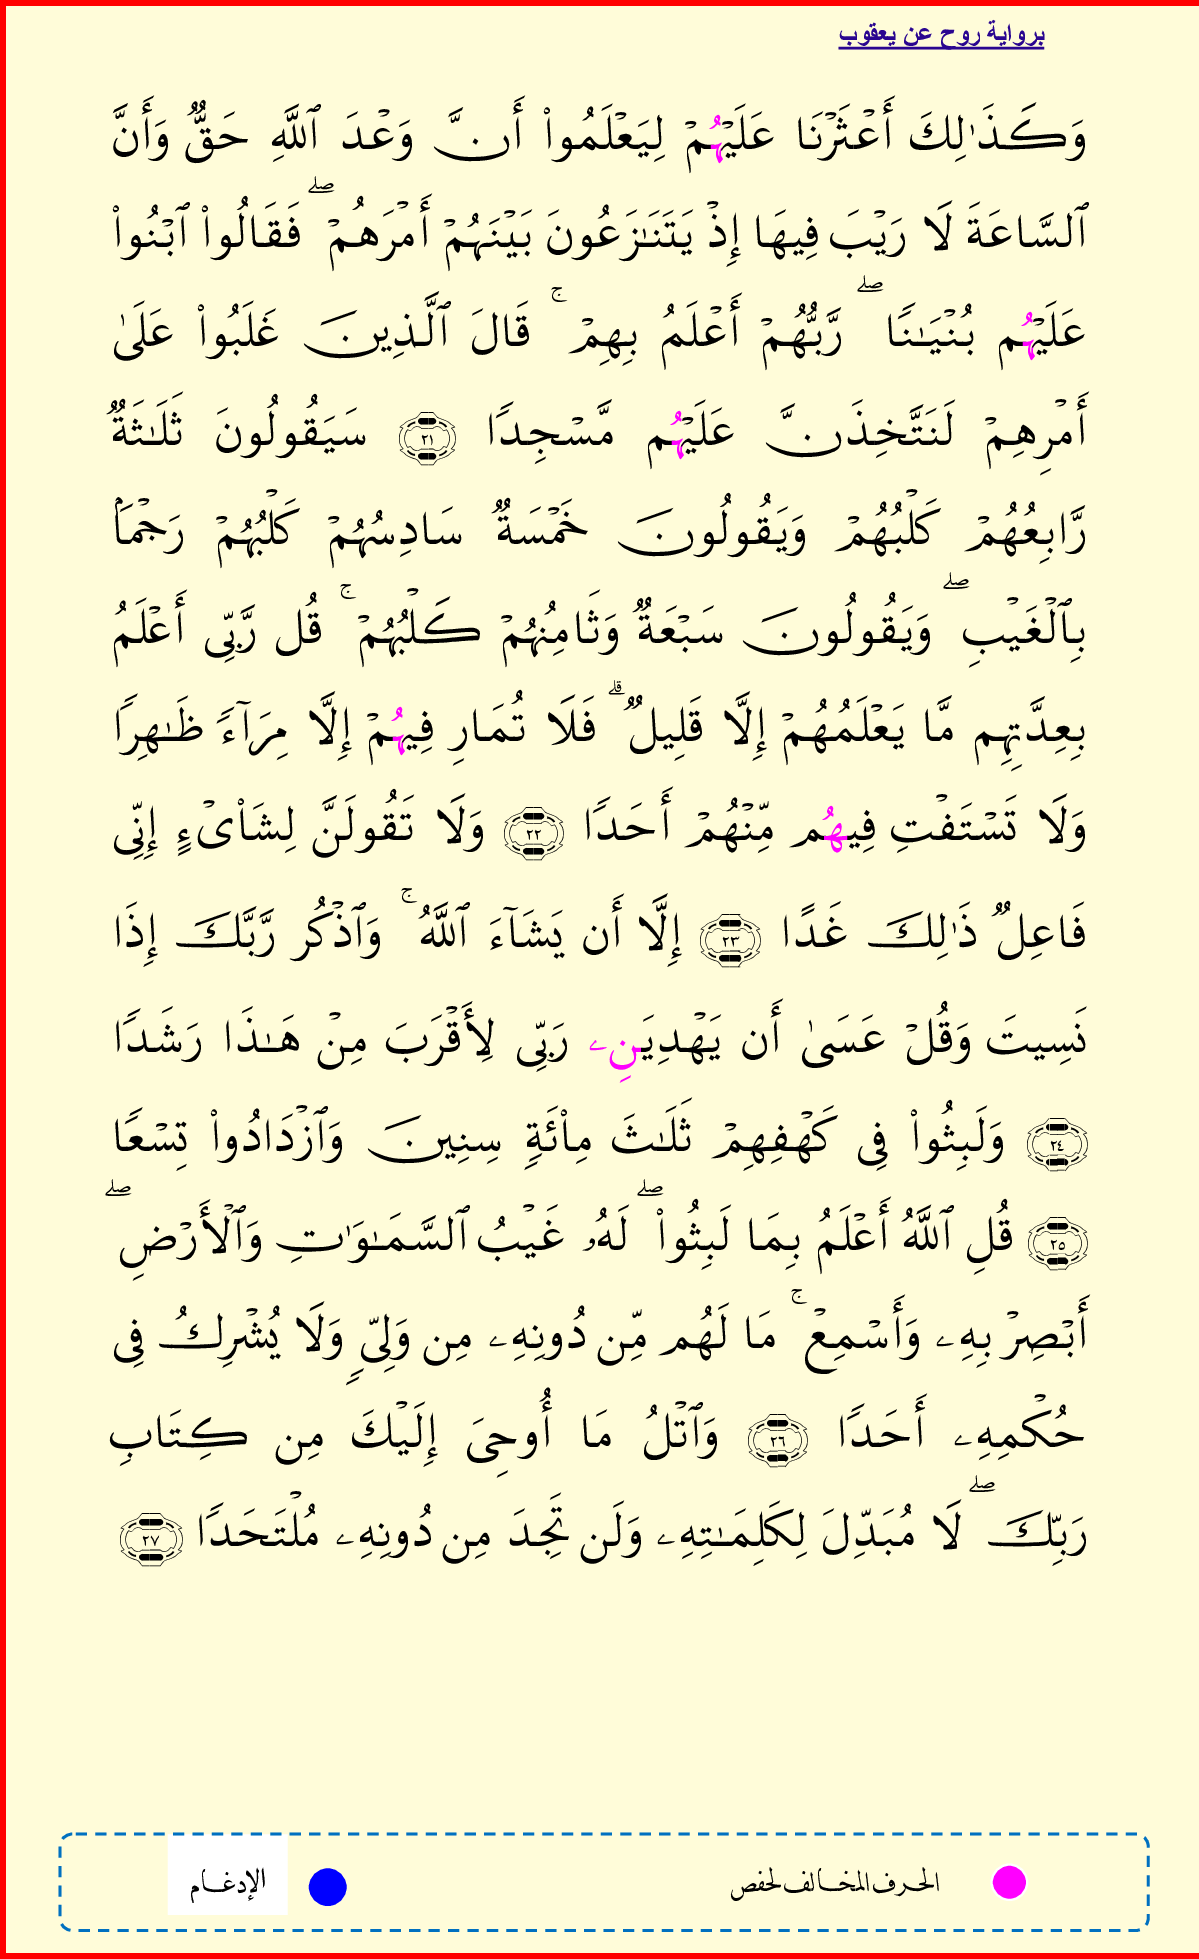 برواية روح عن يعقوب
وَكَذَٰلِكَ أَعۡثَرۡنَا عَلَيۡهُمۡ لِيَعۡلَمُواْ أَنَّ وَعۡدَ ٱللَّهِ حَقٌّ وَأَنَّ
ٱلسَّاعَةَ لَا رَيۡبَ فِيهَا إِذۡ يَتَنَٰزَعُونَ بَيۡنَهُمۡ أَمۡرَهُمۡۖ فَقَالُواْ ٱبۡنُواْ
عَلَيۡهُم بُنۡيَٰنًاۖ رَّبُّهُمۡ أَعۡلَمُ بِهِمۡۚ قَالَ ٱلَّذِينَ غَلَبُواْ عَلَىٰ
أَمۡرِهِمۡ لَنَتَّخِذَنَّ عَلَيۡهُم مَّسۡجِدًا ٢١ سَيَقُولُونَ ثَلَٰثَةٌ
رَّابِعُهُمۡ كَلۡبُهُمۡ وَيَقُولُونَ خَمۡسَةٌ سَادِسُهُمۡ كَلۡبُهُمۡ رَجۡمَۢا
بِٱلۡغَيۡبِۖ وَيَقُولُونَ سَبۡعَةٌ وَثَامِنُهُمۡ كَلۡبُهُمۡۚ قُل رَّبِّي أَعۡلَمُ
بِعِدَّتِهِم مَّا يَعۡلَمُهُمۡ إِلَّا قَلِيلٌۗ فَلَا تُمَارِ فِيهُمۡ إِلَّا مِرَآءً ظَٰهِرًا
وَلَا تَسۡتَفۡتِ فِيهُم مِّنۡهُمۡ أَحَدًا ٢٢ وَلَا تَقُولَنَّ لِشَاْيۡءٍ إِنِّي
فَاعِلٌ ذَٰلِكَ غَدًا ٢٣ إِلَّا أَن يَشَآءَ ٱللَّهُۚ وَٱذۡكُر رَّبَّكَ إِذَا
نَسِيتَ وَقُلۡ عَسَىٰ أَن يَهۡدِيَنِۦ رَبِّي لِأَقۡرَبَ مِنۡ هَٰذَا رَشَدًا
٢٤ وَلَبِثُواْ فِي كَهۡفِهِمۡ ثَلَٰثَ مِاْئَةٍ سِنِينَ وَٱزۡدَادُواْ تِسۡعًا
٢٥ قُلِ ٱللَّهُ أَعۡلَمُ بِمَا لَبِثُواْۖ لَهُۥ غَيۡبُ ٱلسَّمَٰوَٰتِ وَٱلۡأَرۡضِۖ
أَبۡصِرۡ بِهِۦ وَأَسۡمِعۡۚ مَا لَهُم مِّن دُونِهِۦ مِن وَلِيٍّ وَلَا يُشۡرِكُ فِي
حُكۡمِهِۦ أَحَدًا ٢٦ وَٱتۡلُ مَا أُوحِيَ إِلَيۡكَ مِن كِتَابِ
رَبِّكَۖ لَا مُبَدِّلَ لِكَلِمَٰتِهِۦ وَلَن تَجِدَ مِن دُونِهِۦ مُلۡتَحَدًا ٢٧
الحرف المخالف لحفص الإدغام